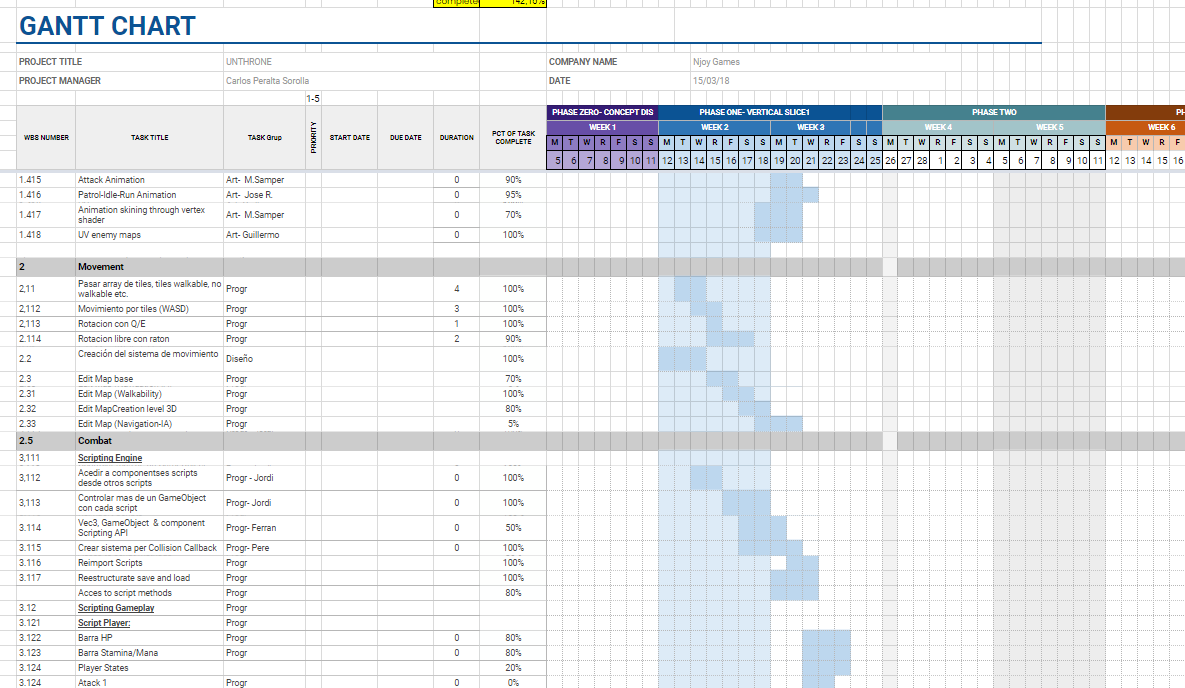 complete 142,10%
GANTT CHART
PROJECT TITLE UNTHRONE COMPANY NAME Njoy Games
PROJECT MANAGER Carlos Peralta Sorolla DATE 15/03/18
1-5
WBS NUMBER TASK TITLE TASK Grup PRIORITY START DATE DUE DATE DURATION PCT OF TASK COMPLETE
PHASE ZERO- CONCEPT DIS PHASE ONE- VERTICAL SLICE1 PHASE TWO PH
WEEK 1 WEEK 2 WEEK 3 WEEK 4 WEEK 5 WEEK 6
M T W R F S S M T W R F S S M T W R F S S M T W R F S S M T W R F S S M T W R F
5 6 7 8 9 10 11 12 13 14 15 16 17 18 19 20 21 22 23 24 25 26 27 28 1 2 3 4 5 6 7 8 9 10 11 12 13 14 15 16
1.415 Attack Animation Art- M.Samper 0 90%
1.416 Patrol-Idle-Run Animation Art- Jose R. 0 95%
1.417 Animation skining through vertex shader Art- M.Samper 0 70%
1.418 UV enemy maps Art- Guillermo 0 100%
2 Movement
2,11 Pasar array de tiles, tiles walkable, no walkable etc. Progr 4 100%
2,112 Movimiento por tiles (WASD) Progr 3 100%
2,113 Rotacion con Q/E Progr 1 100%
2.114 Rotacion libre con raton Progr 2 90%
2.2 Creación del sistema de movimiento Diseño 100%
2.3 Edit Map base Progr 70%
2.31 Edit Map (Walkability) Progr 100%
2.32 Edit MapCreation level 3D Progr 80%
2.33 Edit Map (Navigation-IA) Progr 5%
2.5 Combat
3,111 Scripting Engine
3,112 Acedir a componentses scripts desde otros scripts Progr - Jordi 0 100%
3,113 Controlar mas de un GameObject con cada script Progr- Jordi 0 100%
3.114 Vec3, GameObject & component Scripting API Progr- Ferran 0 50%
3.115 Crear sistema per Collision Callback Progr- Pere 0 100%
3.116 Reimport Scripts Progr 100%
3.117 Reestructurate save and load Progr 100%
Acces to script methods Progr 80%
3.12 Scripting Gameplay Progr
3.121 Script Player: Progr
3.122 Barra HP Progr 0 80%
3.123 Barra Stamina/Mana Progr 0 80%
3.124 Player States 20%
3.124 Atack 1 Progr 0 0%